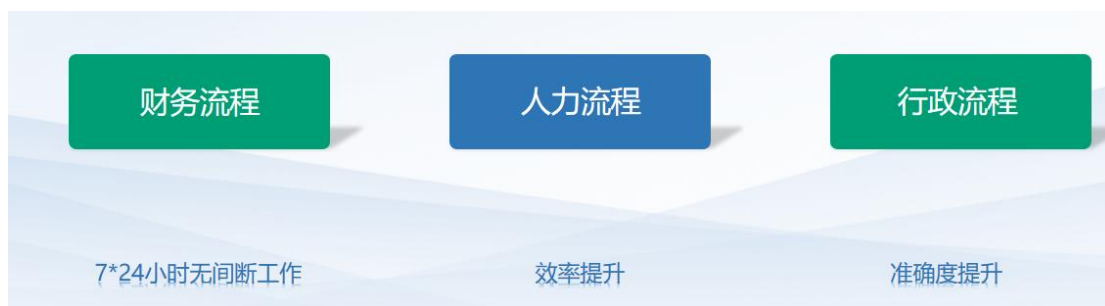 财务流程
人力流程
行政流程
7*24小时无间断工作
效率提升
准确度提升